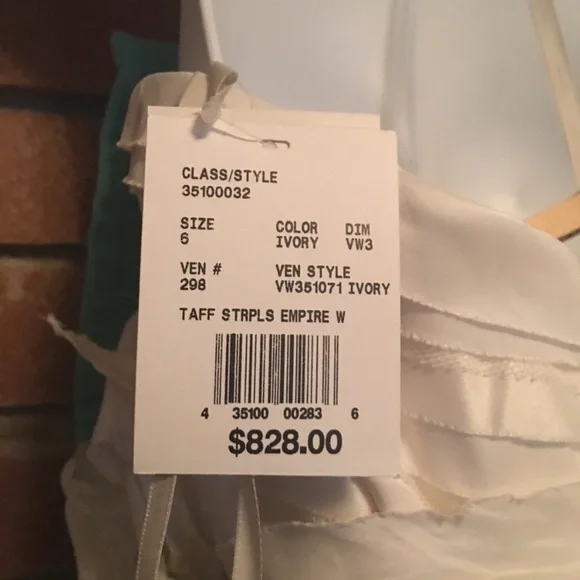 CLASS/STYLE
35100032
SIZE COLOR DIM
6 IVORY VW3
VEN # VEN STYLE
298 VW351071 IVORY
TAFF STRPLS EMPIRE W
4 35100 00283 6
$828.00